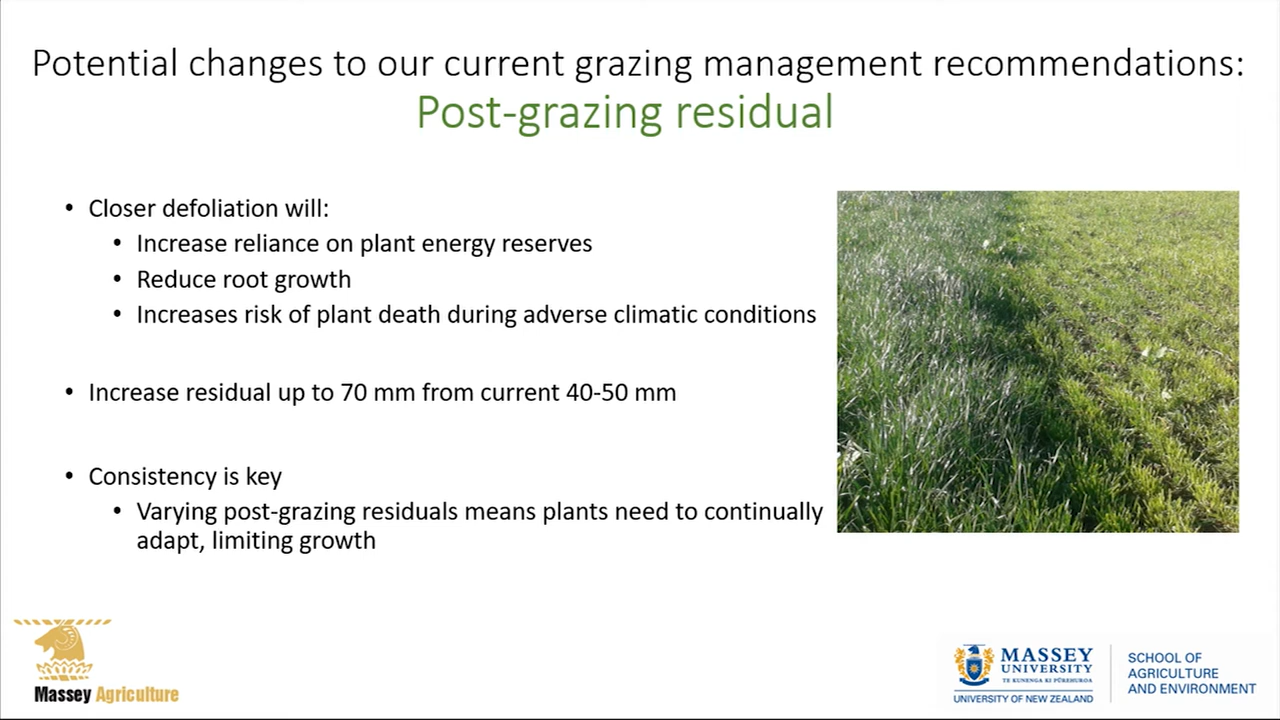 Potential changes to our current grazing management recommendations:
Post-grazing residual
• Closer defoliation will:
• Increase reliance on plant energy reserves
• Reduce root growth
• Increases risk of plant death during adverse climatic conditions
• Increase residual up to 70 mm from current 40-50 mm
• Consistency is key
• Varying post-grazing residuals means plants need to continually
adapt, limiting growth
Massey Agriculture
MASSEY
UNIVERSITY
TE KUNENGA KI PŪREHUROA
UNIVERSITY OF NEW ZEALAND
SCHOOL OF
AGRICULTURE
AND ENVIRONMENT